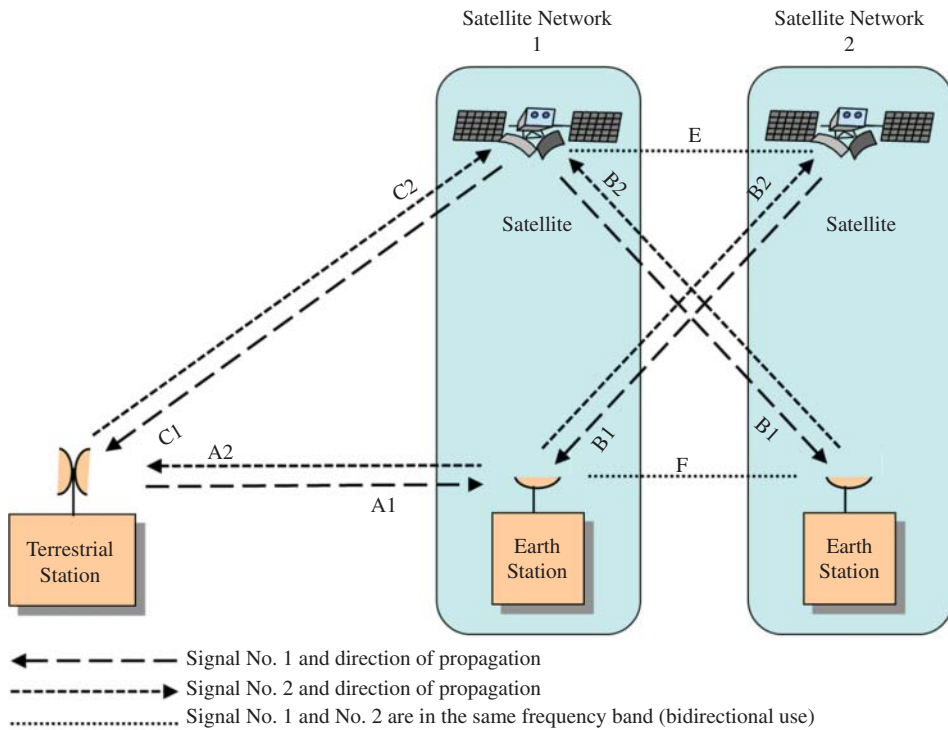 Satellite Network
1
Satellite Network
2
E
C2
B2
B2
Satellite
Satellite
C1
B1
B1
A2
F
A1
Terrestrial
Station
Earth
Station
Earth
Station
Signal No. 1 and direction of propagation
Signal No. 2 and direction of propagation
Signal No. 1 and No. 2 are in the same frequency band (bidirectional use)